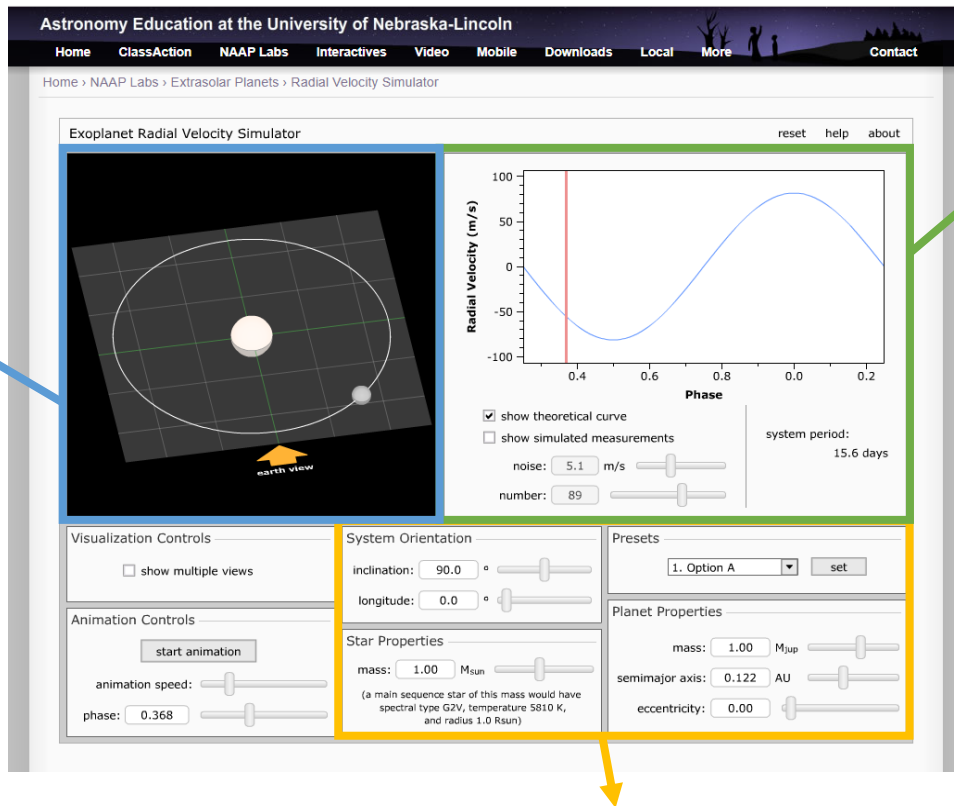 Astronomy Education at the University of Nebraska-Lincoln
Home ClassAction NAAP Labs Interactives Video Mobile Downloads Local More Contact
Home › NAAP Labs › Extrasolar Planets › Radial Velocity Simulator
Exoplanet Radial Velocity Simulator reset help about
earth view
Radial Velocity (m/s)
100
50
0
-50
-100
0.4 0.6 0.8 0.0 0.2
Phase
show theoretical curve
show simulated measurements
noise: 5.1 m/s
number: 89
system period:
15.6 days
Visualization Controls
show multiple views
Animation Controls
start animation
animation speed:
phase: 0.368
System Orientation
inclination: 90.0 °
longitude: 0.0 °
Star Properties
mass: 1.00 Msun
(a main sequence star of this mass would have
spectral type G2V, temperature 5810 K,
and radius 1.0 Rsun)
Presets
1. Option A set
Planet Properties
mass: 1.00 Mjup
semimajor axis: 0.122 AU
eccentricity: 0.00